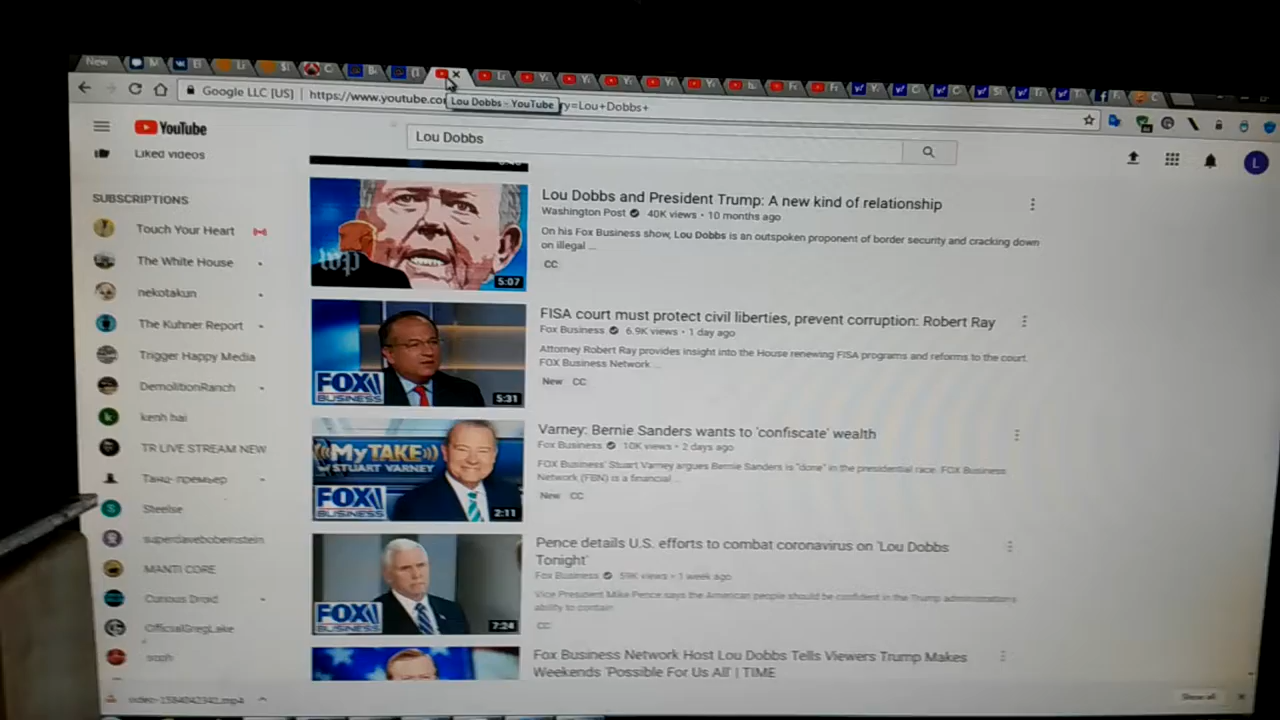 New
Google LLC [US] | https://www.youtube.co
ry=Lou+Dobbs+
Lou Dobbs - YouTube
YouTube
Lou Dobbs
L
Liked videos
SUBSCRIPTIONS
Touch Your Heart
The White House
nekotakun
The Kuhner Report
Trigger Happy Media
DemolitionRanch
kenh hai
TR LIVE STREAM NEW
Танц- премьер
Steelsie
superdavebobeinstein
MANTI CORE
Curious Droid
OfficialGregLake
Lou Dobbs and President Trump: A new kind of relationship
Washington Post 40K views • 10 months ago
On his Fox Business show, Lou Dobbs is an outspoken proponent of border security and cracking down
on illegal ...
CC
wp
5:07
FISA court must protect civil liberties, prevent corruption: Robert Ray
Fox Business 6.9K views • 1 day ago
Attorney Robert Ray provides insight into the House renewing FISA programs and reforms to the court.
FOX Business Network ...
New CC
FOX
BUSINESS
5:31
Varney: Bernie Sanders wants to 'confiscate' wealth
Fox Business 10K views • 2 days ago
FOX Business' Stuart Varney argues Bernie Sanders is "done" in the presidential race. FOX Business
Network (FBN) is a financial ...
New CC
MY TAKE
STUART VARNEY
FOX
BUSINESS
2:11
Pence details U.S. efforts to combat coronavirus on 'Lou Dobbs
Tonight'
Fox Business 59K views • 1 week ago
Vice President Mike Pence says the American people should be confident in the Trump administrations
ability to contain
CC
FOX
BUSINESS
7:24
Fox Business Network Host Lou Dobbs Tells Viewers Trump Makes
Weekends 'Possible For Us All' | TIME
Show all